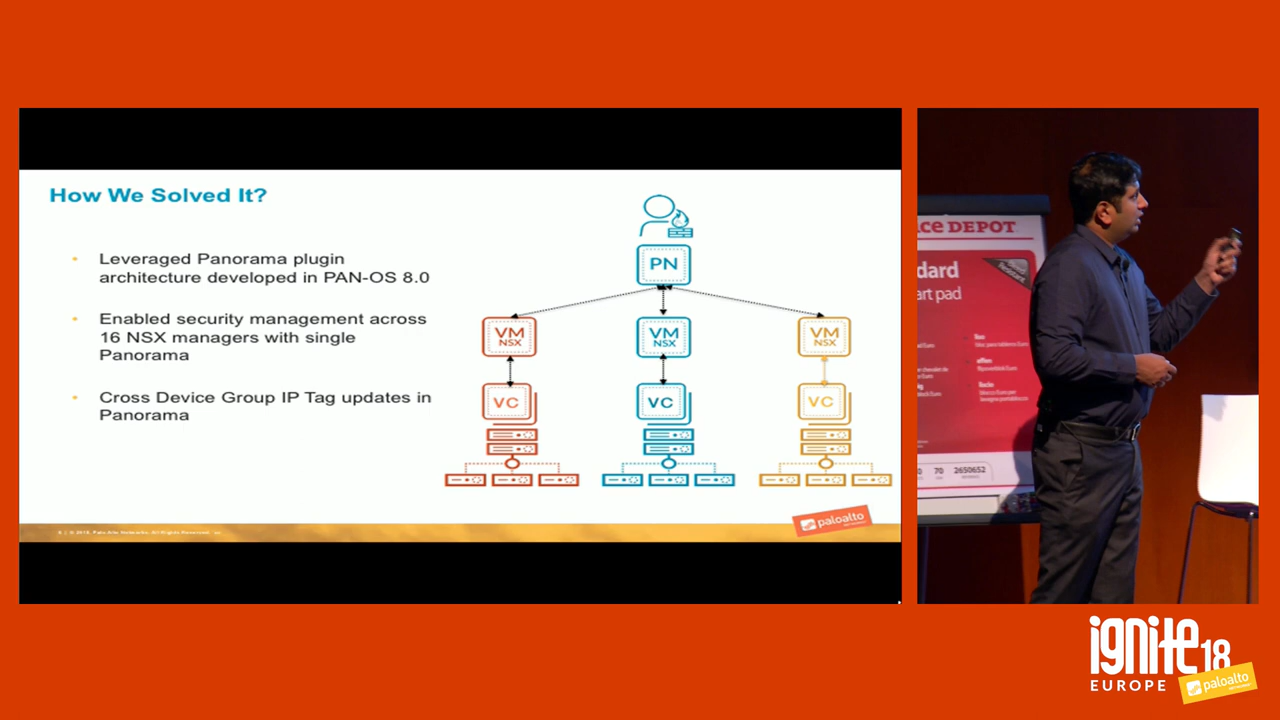 How We Solved It?
• Leveraged Panorama plugin
architecture developed in PAN-OS 8.0
• Enabled security management across
16 NSX managers with single
Panorama
• Cross Device Group IP Tag updates in
Panorama
PN
VM
NSX
VM
NSX
VM
NSX
VC
VC
VC
paloalto
ICE DEPOT
dard
art pad
70
2650652
ignite18
EUROPE
paloalto